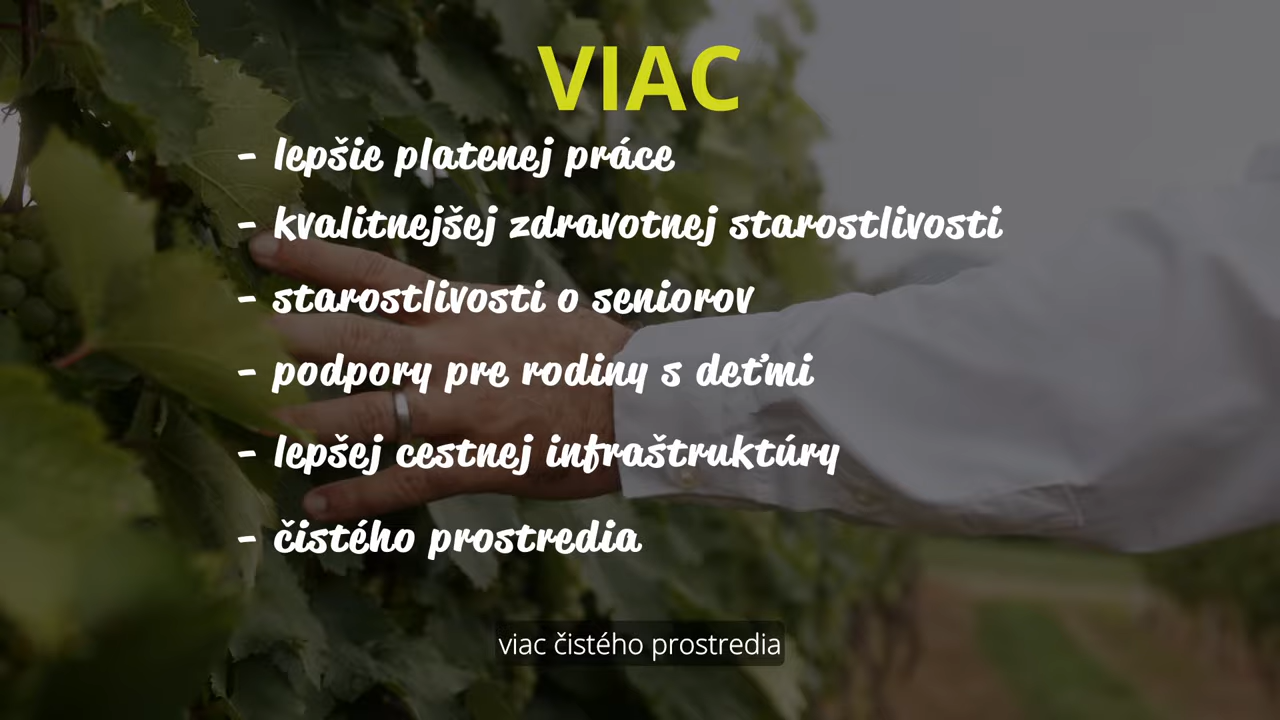 VIAC
- lepšie platenej práce
- kvalitnejšej zdravotnej starostlivosti
- starostlivosti o seniorov
- podpory pre rodiny s deťmi
- lepšej cestnej infraštruktúry
- čistého prostredia
viac čistého prostredia